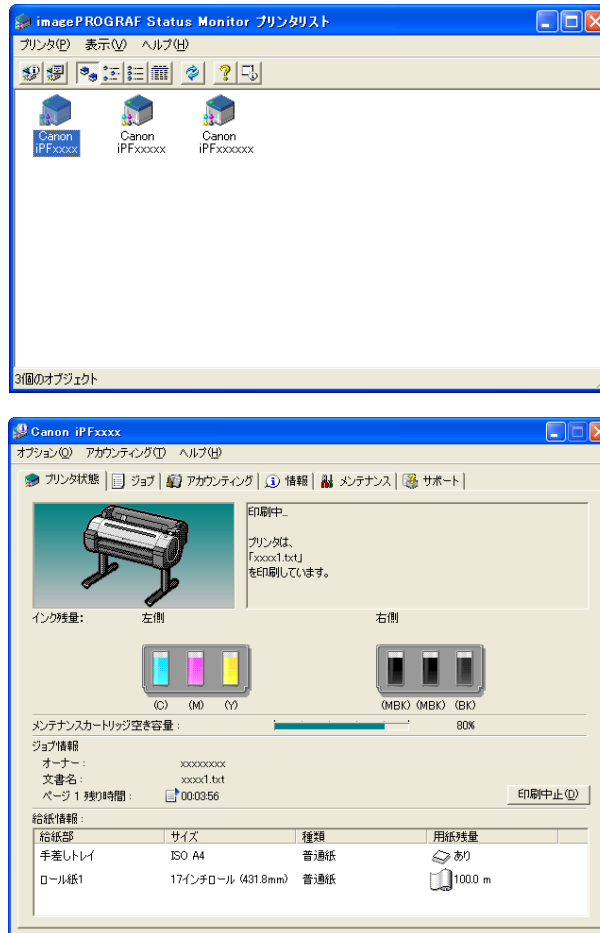 imagePROGRAF Status Monitor プリンタリスト
プリンタ(P) 表示(V) ヘルプ(H)
Canon iPFxxxx
Canon iPFxxxxx
Canon iPFxxxxxx
3個のオブジェクト
Canon iPFxxxx
オプション(O) アカウンティング(T) ヘルプ(H)
プリンタ状態 ジョブ アカウンティング 情報 メンテナンス サポート
印刷中...
プリンタは、
「xxxx1.txt」
を印刷しています。
インク残量: 左側 右側
(C) (M) (Y) (MBK) (MBK) (BK)
メンテナンスカートリッジ空き容量 : 80%
ジョブ情報
オーナー : xxxxxxxx
文書名 : xxxx1.txt
ページ 1 残り時間 : 00:03:56 印刷中止(D)
給紙情報 :
給紙部 サイズ 種類 用紙残量
手差しトレイ ISO A4 普通紙 あり
ロール紙1 17インチロール (431.8mm) 普通紙 100.0 m